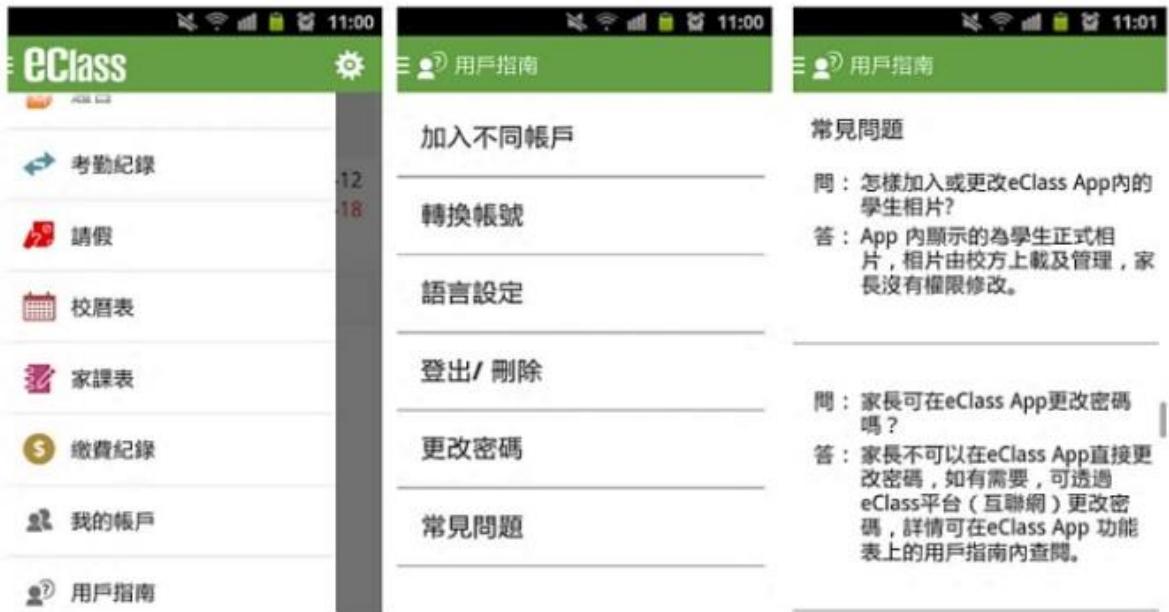 11:00
eClass
考勤紀錄
-12
-18
請假
校曆表
家課表
繳費紀錄
我的帳戶
用戶指南
11:00
用戶指南
加入不同帳戶
轉換帳號
語言設定
登出/ 刪除
更改密碼
常見問題
11:01
用戶指南
常見問題
問： 怎樣加入或更改eClass App內的
學生相片?
答： App 內顯示的為學生正式相
片，相片由校方上載及管理，家
長沒有權限修改。
問： 家長可在eClass App更改密碼
嗎？
答： 家長不可以在eClass App直接更
改密碼，如有需要，可透過
eClass平台（互聯網）更改密
碼，詳情可在eClass App 功能
表上的用戶指南內查閱。